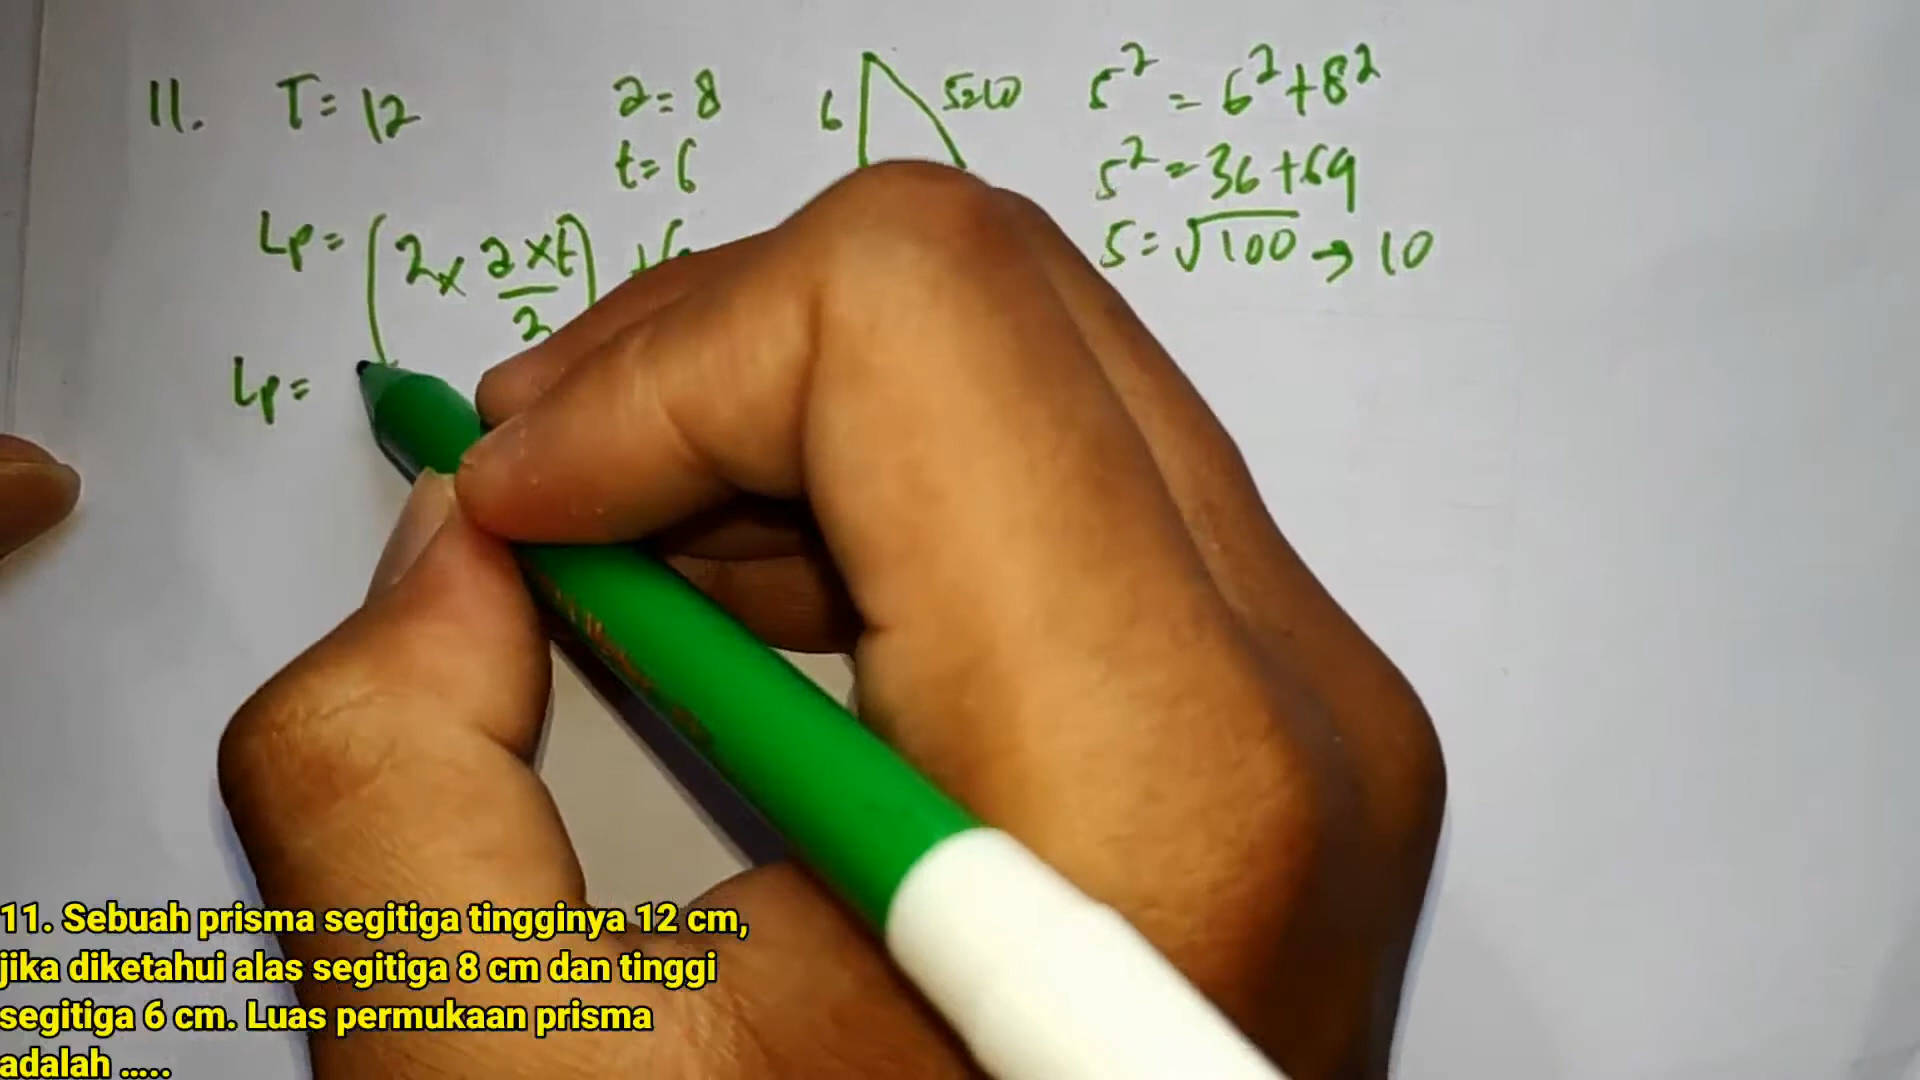 11. T = 12 a = 8 6 s=10 s² = 6² + 8²
t = 6 s² = 36 + 64
Lp = (2 x a x t / 2) + s = √100 → 10
Lp =
11. Sebuah prisma segitiga tingginya 12 cm,
jika diketahui alas segitiga 8 cm dan tinggi
segitiga 6 cm. Luas permukaan prisma
adalah .....